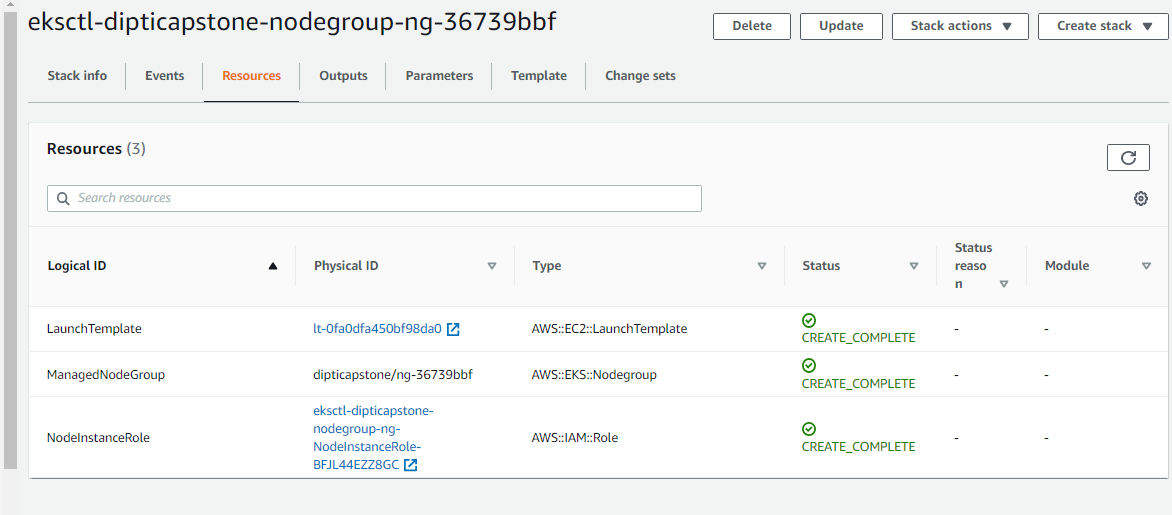 eksctl-dipticapstone-nodegroup-ng-36739bbf
Delete
Update
Stack actions
Create stack
Stack info
Events
Resources
Outputs
Parameters
Template
Change sets
Resources (3)
Search resources
Logical ID
Physical ID
Type
Status
Status
reaso
n
Module
LaunchTemplate
lt-0fa0dfa450bf98da0
AWS::EC2::LaunchTemplate
CREATE_COMPLETE
-
-
ManagedNodeGroup
dipticapstone/ng-36739bbf
AWS::EKS::Nodegroup
CREATE_COMPLETE
-
-
NodeInstanceRole
eksctl-dipticapstone-
nodegroup-ng-
NodeInstanceRole-
BFJL44EZZ8GC
AWS::IAM::Role
CREATE_COMPLETE
-
-